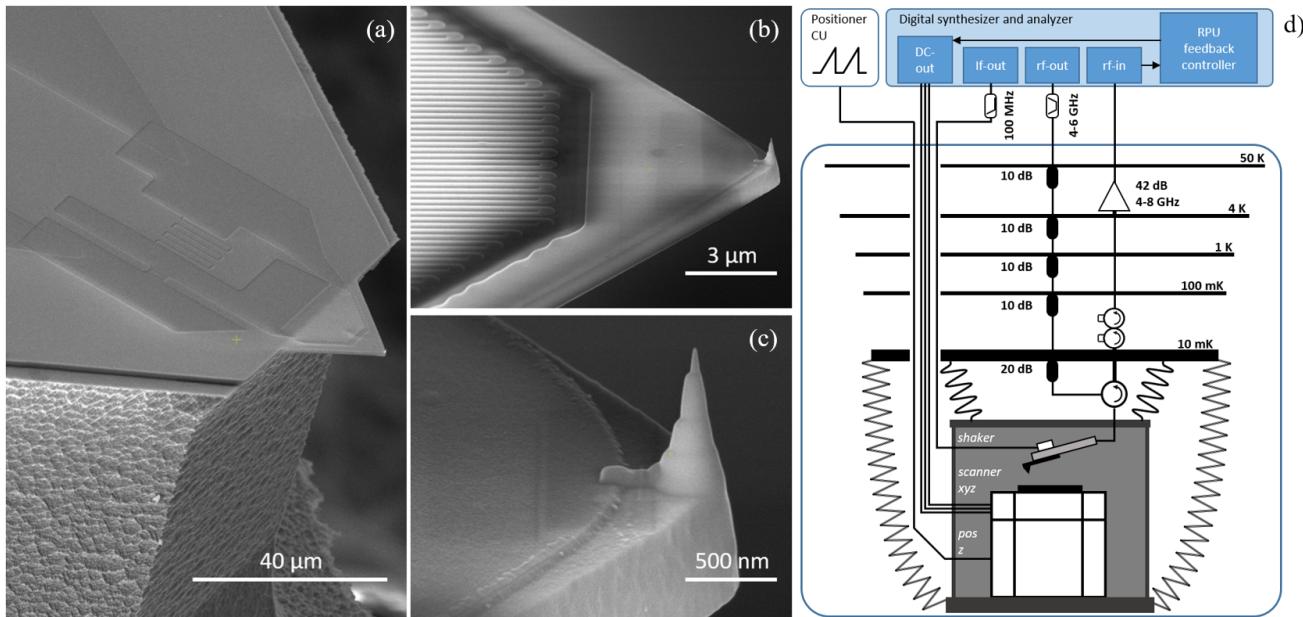 (a)
40 µm
(b)
3 µm
(c)
500 nm
d)
Positioner
CU
Digital synthesizer and analyzer
DC-
out
lf-out
rf-out
rf-in
RPU
feedback
controller
100 MHz
4-6 GHz
50 K
10 dB
42 dB
4-8 GHz
4 K
10 dB
1 K
10 dB
100 mK
10 dB
10 mK
20 dB
shaker
scanner
xyz
pos
z